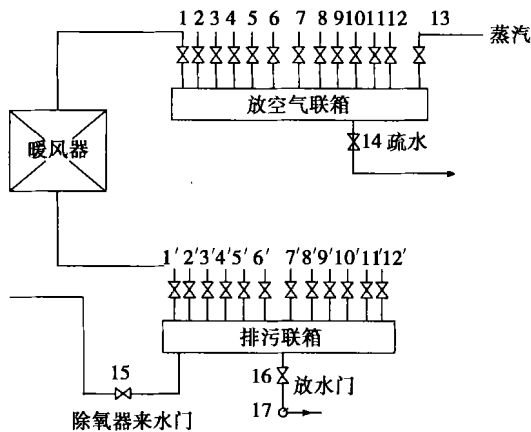 1 2 3 4 5 6 7 8 9 10 11 12 13
蒸汽
放空气联箱
14 疏水
暖风器
1′ 2′ 3′ 4′ 5′ 6′ 7′ 8′ 9′ 10′ 11′ 12′
排污联箱
15
16 放水门
除氧器来水门
17